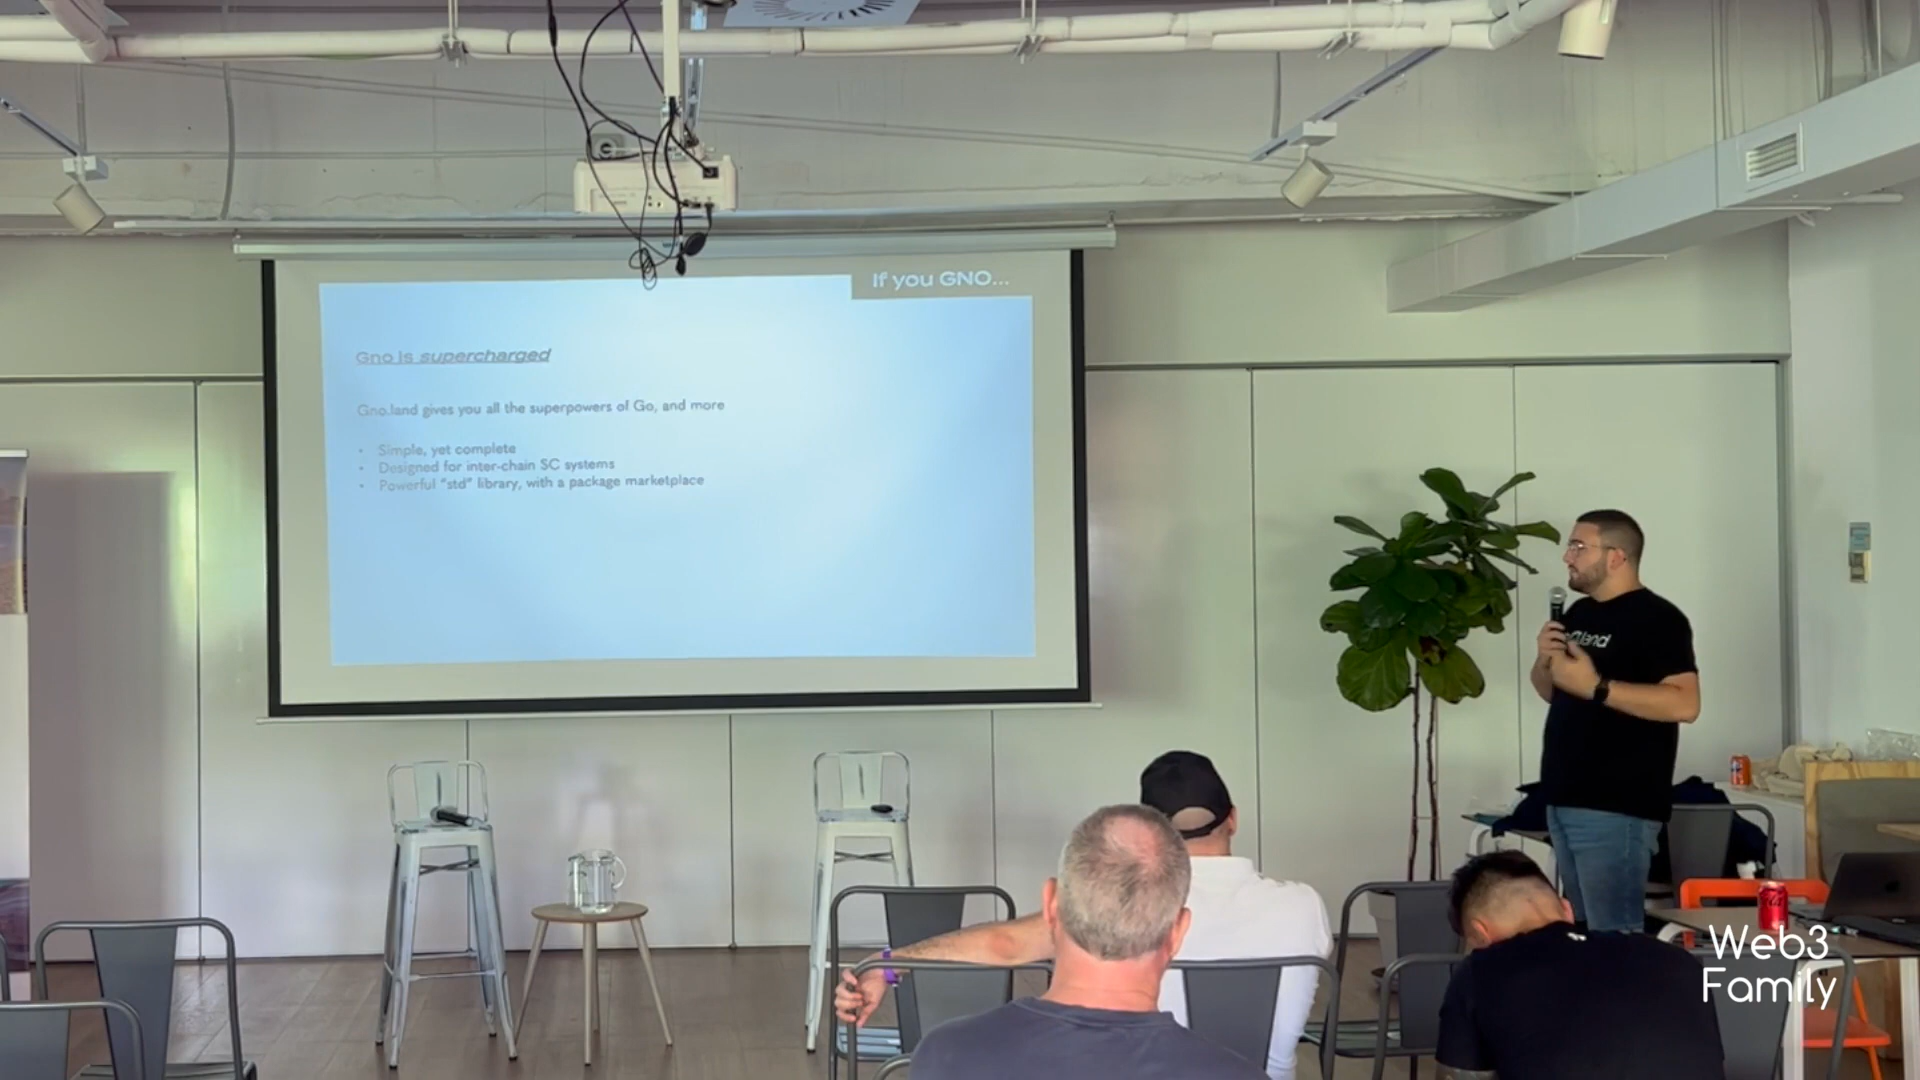 If you GNO...
Gno is supercharged
Gno.land gives you all the superpowers of Go, and more
• Simple, yet complete
• Designed for inter-chain SC systems
• Powerful "std" library, with a package marketplace
land
Web3
Family